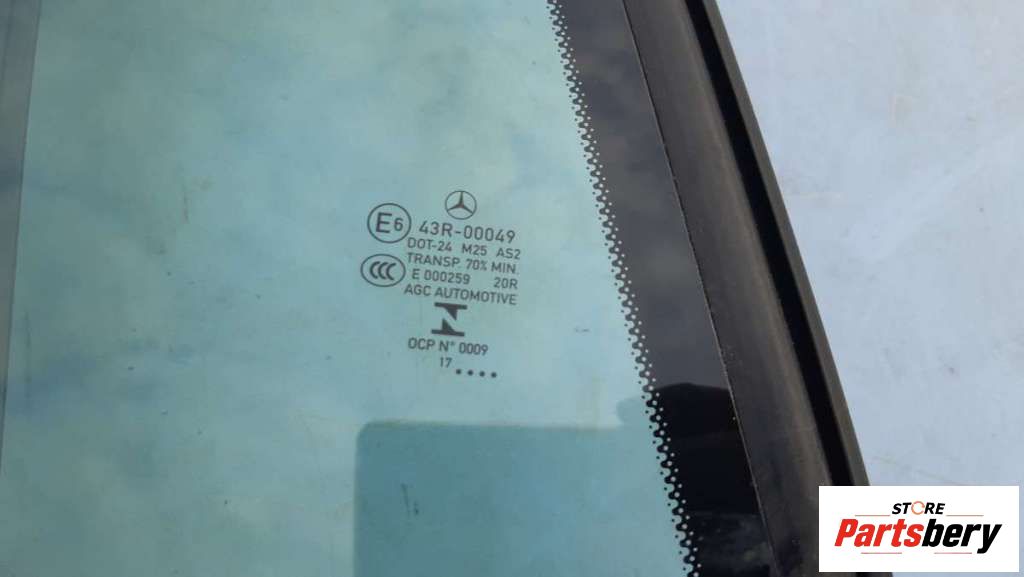 E6 43R-00049
DOT-24 M25 AS2
TRANSP. 70% MIN.
CCC E 000259 20R
AGC AUTOMOTIVE
N
OCP N° 0009
17 ••••
STORE
Partsbery